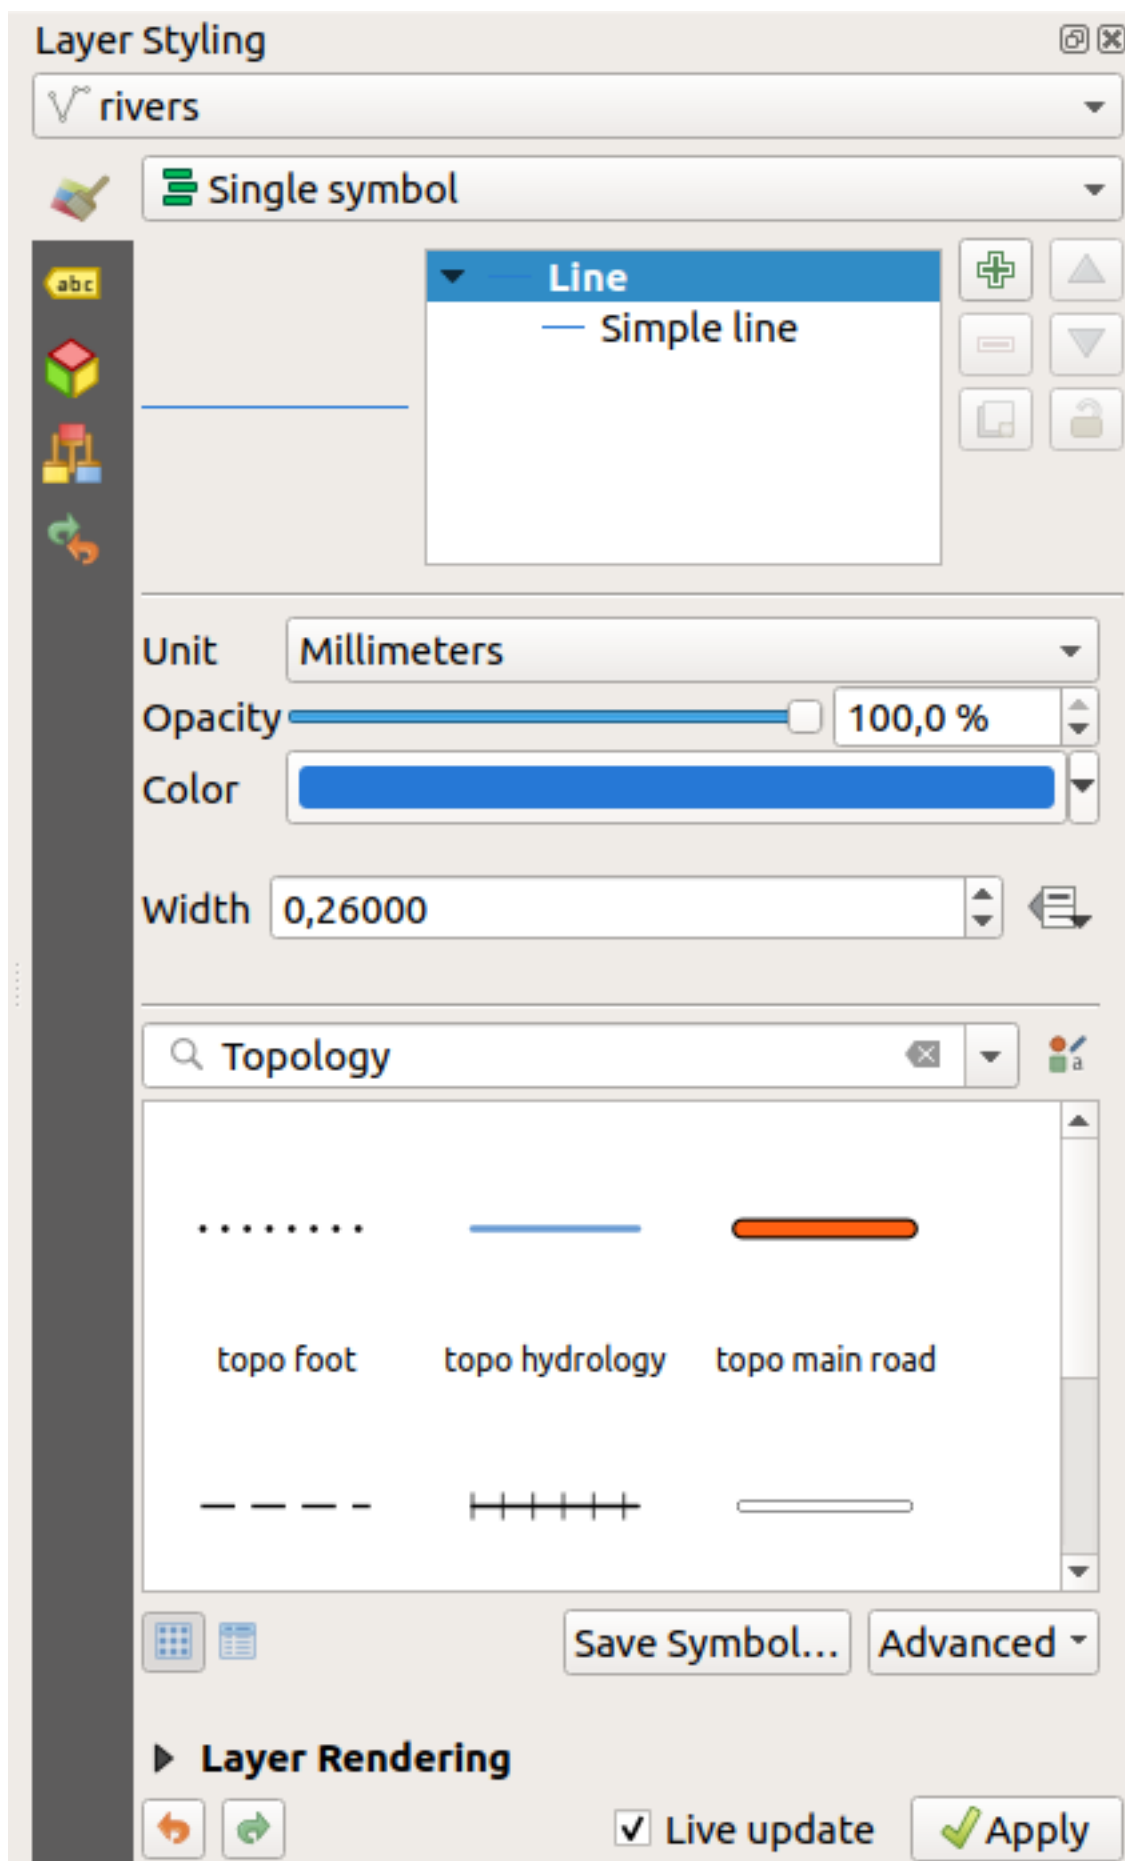 Layer Styling
rivers
Single symbol
abc
Line
Simple line
Unit Millimeters
Opacity 100,0 %
Color
Width 0,26000
Topology
a
topo foot topo hydrology topo main road
Save Symbol... Advanced
Layer Rendering
Live update Apply